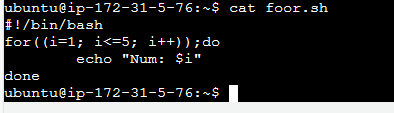 ubuntu@ip-172-31-5-76:~$ cat foor.sh
#!/bin/bash
for((i=1; i<=5; i++));do
        echo "Num: $i"
done
ubuntu@ip-172-31-5-76:~$